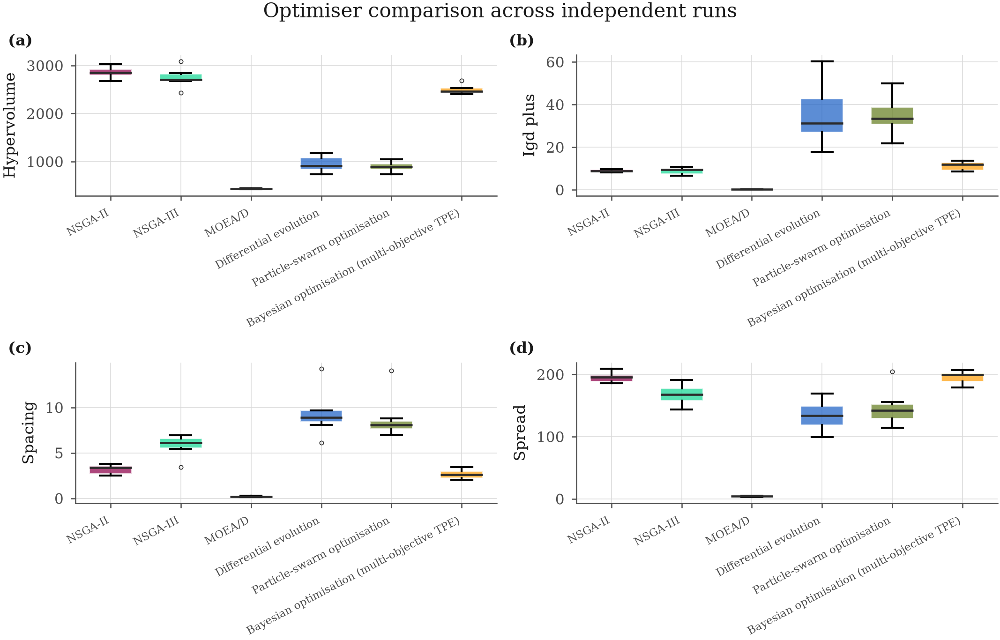 Optimiser comparison across independent runs
(a)
Hypervolume
3000
2000
1000
NSGA-II
NSGA-III
MOEA/D
Differential evolution
Particle-swarm optimisation
Bayesian optimisation (multi-objective TPE)
(b)
Igd plus
60
40
20
0
NSGA-II
NSGA-III
MOEA/D
Differential evolution
Particle-swarm optimisation
Bayesian optimisation (multi-objective TPE)
(c)
Spacing
10
5
0
NSGA-II
NSGA-III
MOEA/D
Differential evolution
Particle-swarm optimisation
Bayesian optimisation (multi-objective TPE)
(d)
Spread
200
100
0
NSGA-II
NSGA-III
MOEA/D
Differential evolution
Particle-swarm optimisation
Bayesian optimisation (multi-objective TPE)